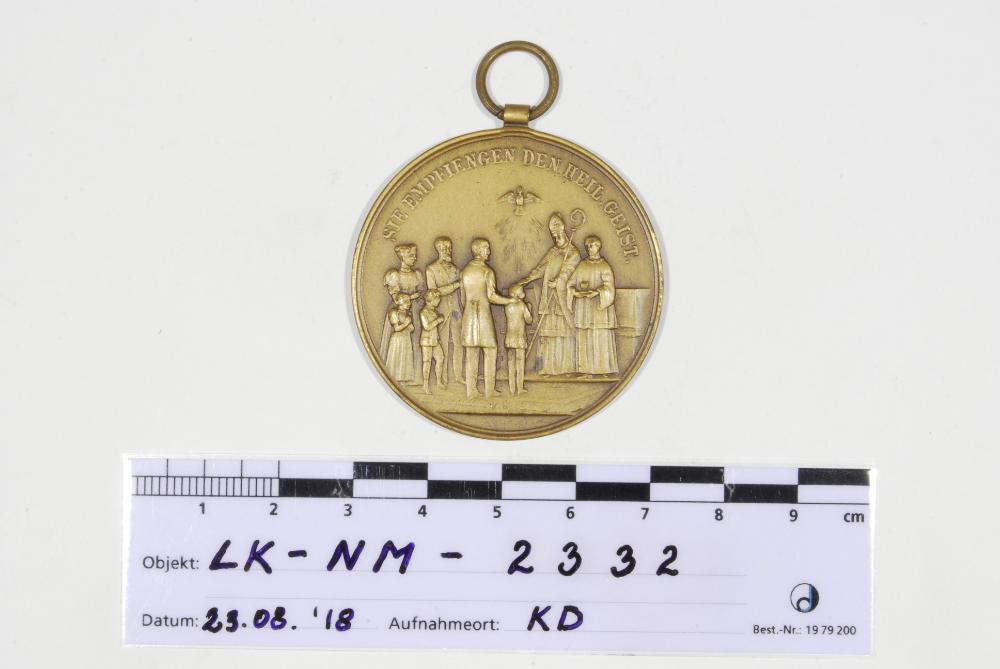 SIE EMPFIENGEN DEN HEIL. GEIST.
1 2 3 4 5 6 7 8 9 cm
Objekt: LK-NM-2332
Datum: 23.08.'18 Aufnahmeort: KD
Best.-Nr.: 19 79 200